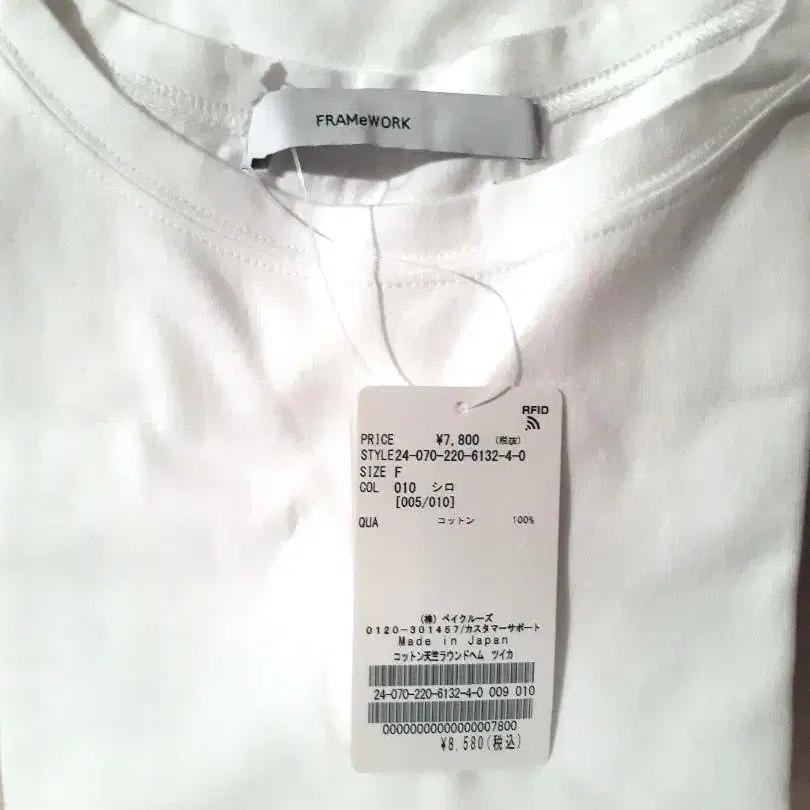 FRAMeWORK
RFID
PRICE ¥7,800 (税抜)
STYLE24-070-220-6132-4-0
SIZE F
COL 010 シロ
[005/010]
QUA コットン 100%
(株) ベイクルーズ
0120-301457/カスタマーサポート
Made in Japan
コットン天竺ラウンドヘム ツイカ
24-070-220-6132-4-0 009 010
00000000000000007800
¥8,580(税込)